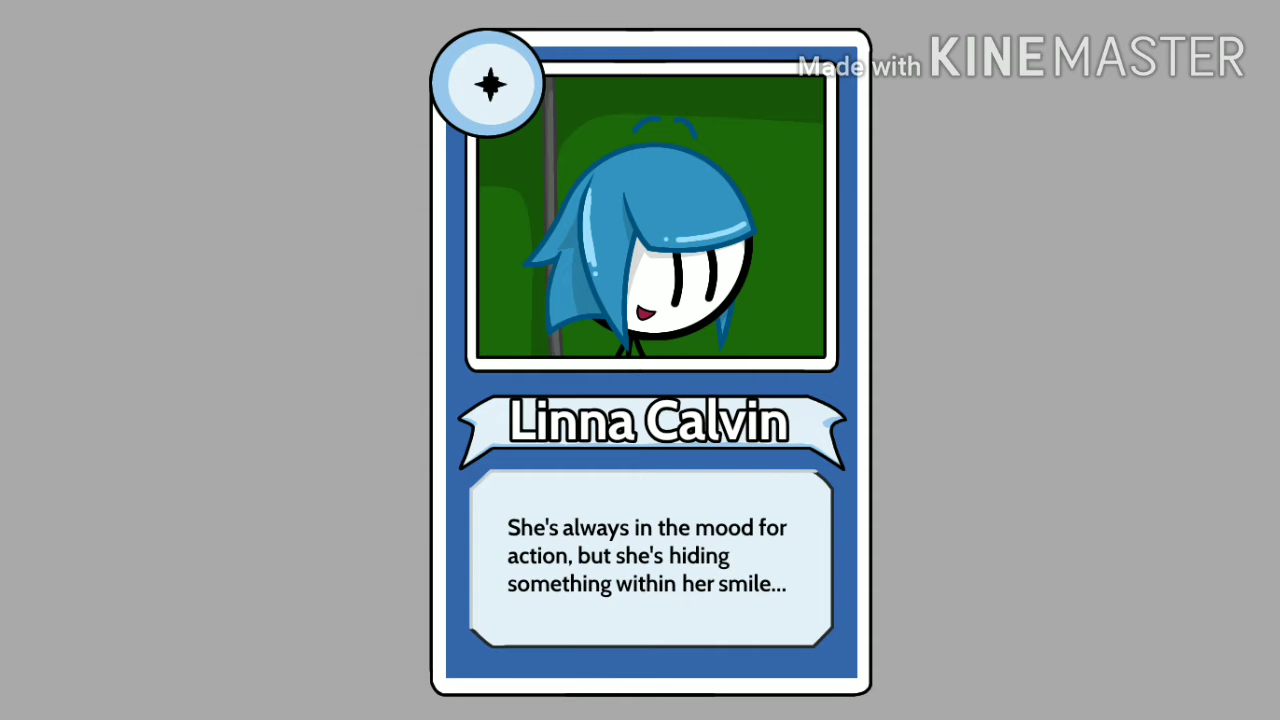 Made with KINEMASTER
Linna Calvin
She's always in the mood for
action, but she's hiding
something within her smile...